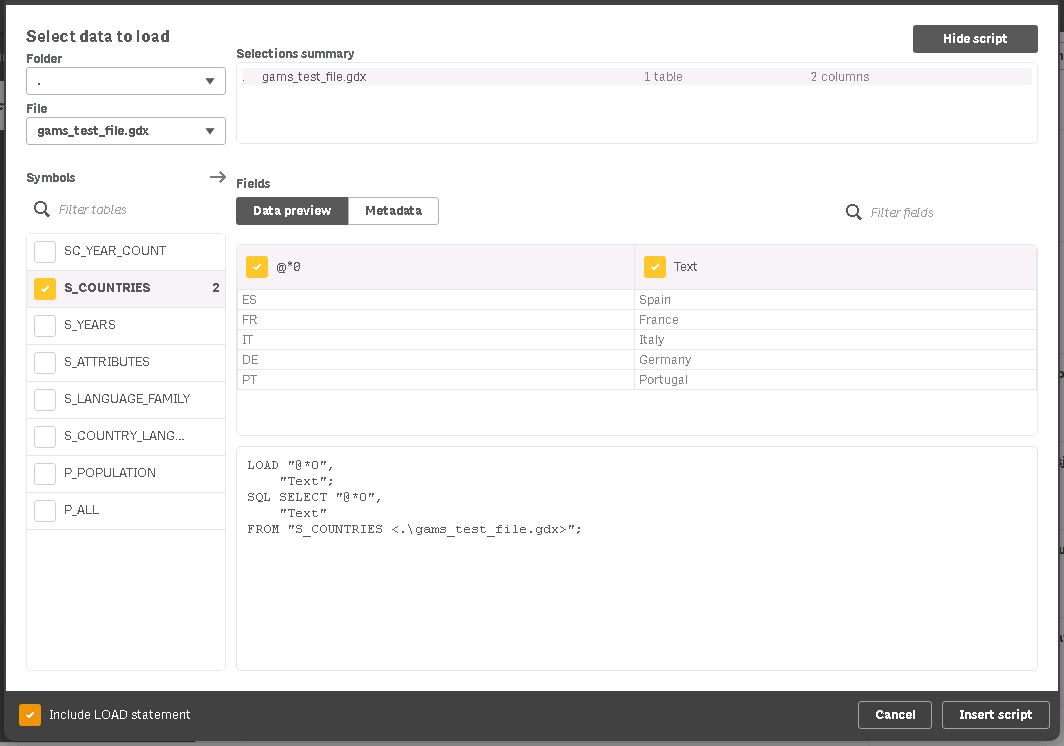 Select data to load
Hide script
Folder
.
File
gams_test_file.gdx
Selections summary
. gams_test_file.gdx 1 table 2 columns
Symbols
Filter tables
SC_YEAR_COUNT
S_COUNTRIES 2
S_YEARS
S_ATTRIBUTES
S_LANGUAGE_FAMILY
S_COUNTRY_LANG...
P_POPULATION
P_ALL
Fields
Data preview Metadata
Filter fields
@*0 Text
ES Spain
FR France
IT Italy
DE Germany
PT Portugal
LOAD "@*0",
"Text";
SQL SELECT "@*0",
"Text"
FROM "S_COUNTRIES <.\gams_test_file.gdx>";
Include LOAD statement
Cancel
Insert script